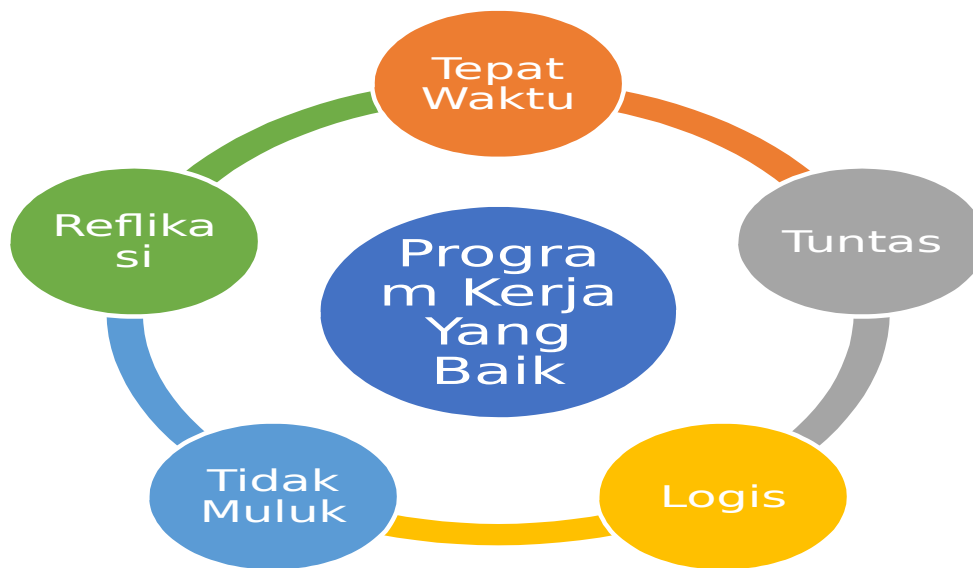 Tepat
Waktu
Tuntas
Logis
Tidak
Muluk
Reflika
si
Progra
m Kerja
Yang
Baik